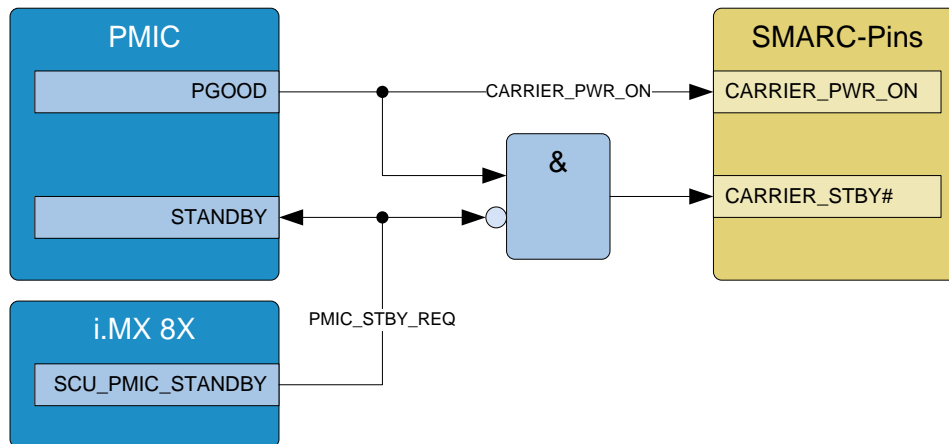 PMIC
SMARC-Pins
PGOOD
CARRIER_PWR_ON
CARRIER_PWR_ON
&
STANDBY
CARRIER_STBY#
i.MX 8X
PMIC_STBY_REQ
SCU_PMIC_STANDBY